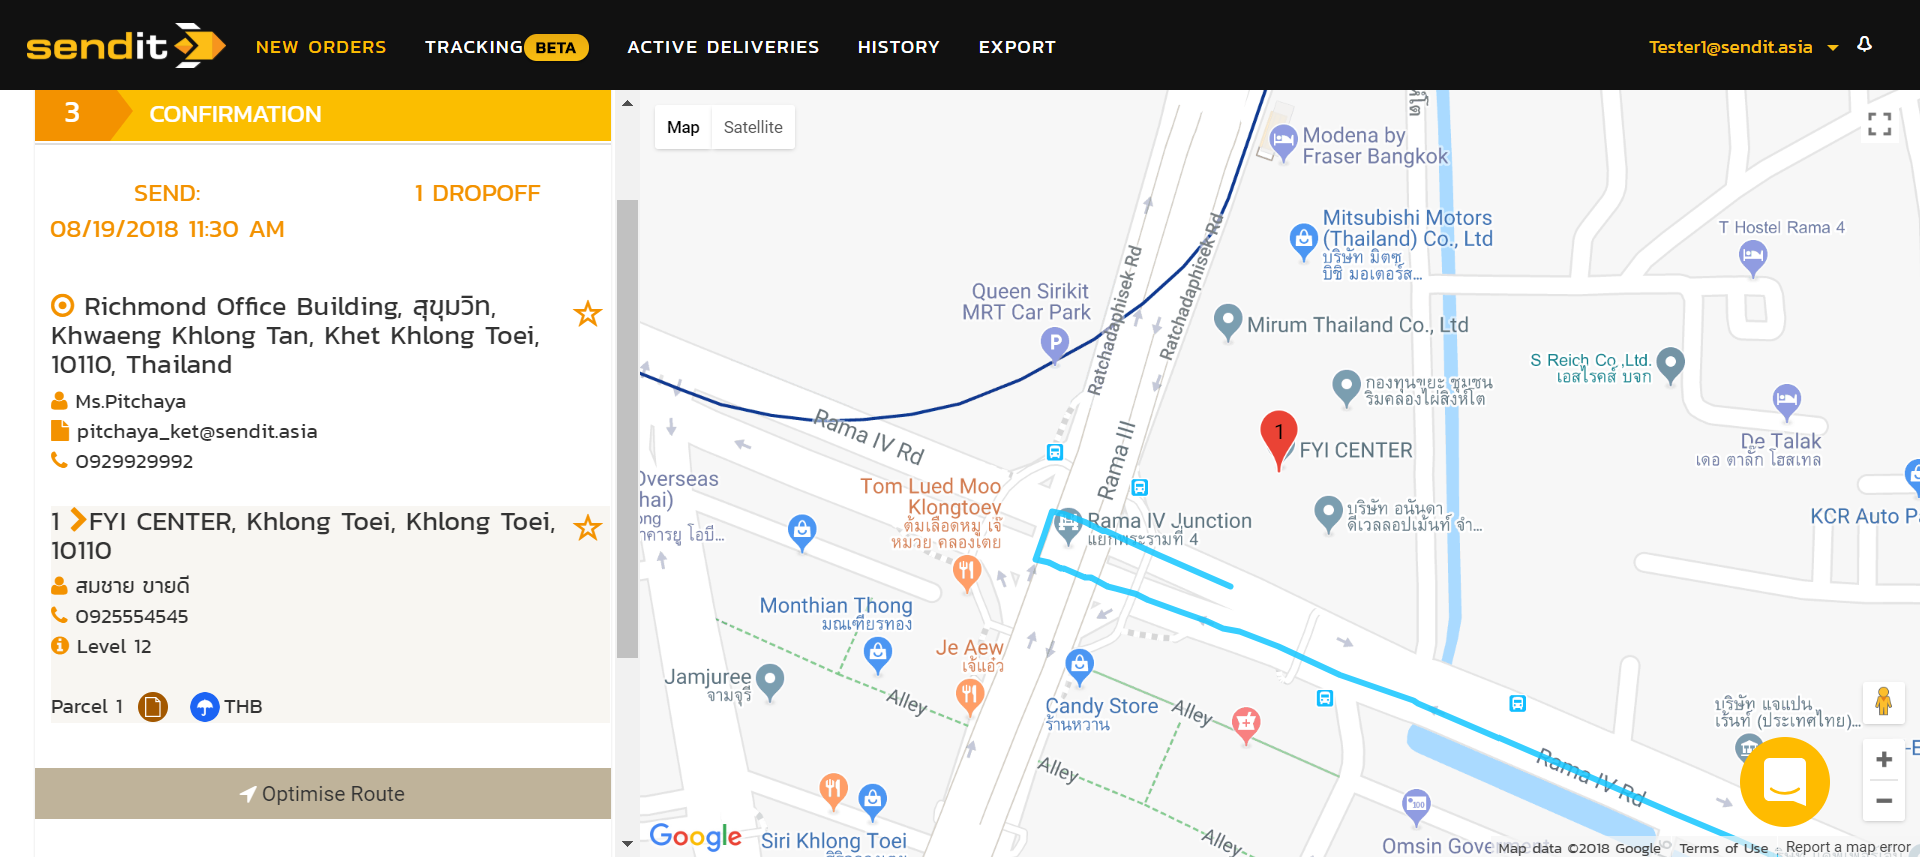 sendit
NEW ORDERS
TRACKING BETA
ACTIVE DELIVERIES
HISTORY
EXPORT
Tester1@sendit.asia
3
CONFIRMATION
SEND:
1 DROPOFF
08/19/2018 11:30 AM
Richmond Office Building, สุขุมวิท,
Khwaeng Khlong Tan, Khet Khlong Toei,
10110, Thailand
Ms.Pitchaya
pitchaya_ket@sendit.asia
0929929992
1 FYI CENTER, Khlong Toei, Khlong Toei,
10110
สมชาย ขายดี
0925554545
Level 12
Parcel 1
THB
Optimise Route
Map
Satellite
Modena by
Fraser Bangkok
Mitsubishi Motors
(Thailand) Co., Ltd
บริษัท มิตซู
บิชิ มอเตอร์ส...
T Hostel Rama 4
Queen Sirikit
MRT Car Park
P
Ratchadaphisek Rd
Ratchadaphisek Rd
Mirum Thailand Co., Ltd
S Reich Co.,Ltd.
เอสไรคส์ บจก
กองทุนขยะ ชุมชน
ริมคลองไผ่สิงห์โต
Rama IV Rd
Rama III
1
FYI CENTER
De Talak
เดอ ตาลัก โฮสเทล
Overseas
hai)
ong
าคารยู โอบี...
Tom Lued Moo
Klongtoey
ต้มเลือดหมู เจ๊
หมวย คลองเตย
Rama IV Junction
แยกพระรามที่ 4
บริษัท อนันดา
ดีเวลลอปเม้นท์ จำ...
KCR Auto Pa
Monthian Thong
มณเฑียรทอง
Je Aew
เจ๊แอ๋ว
Jamjuree
จามจุรี
Alley
Candy Store
ร้านหวาน
Alley
บริษัท แจแปน
เร้นท์ (ประเทศไทย)...
-E
Alley
Rama IV Rd
100
Siri Khlong Toei
Alley
Omsin Gove
Google
Map data ©2018 Google
Terms of Use
Report a map error